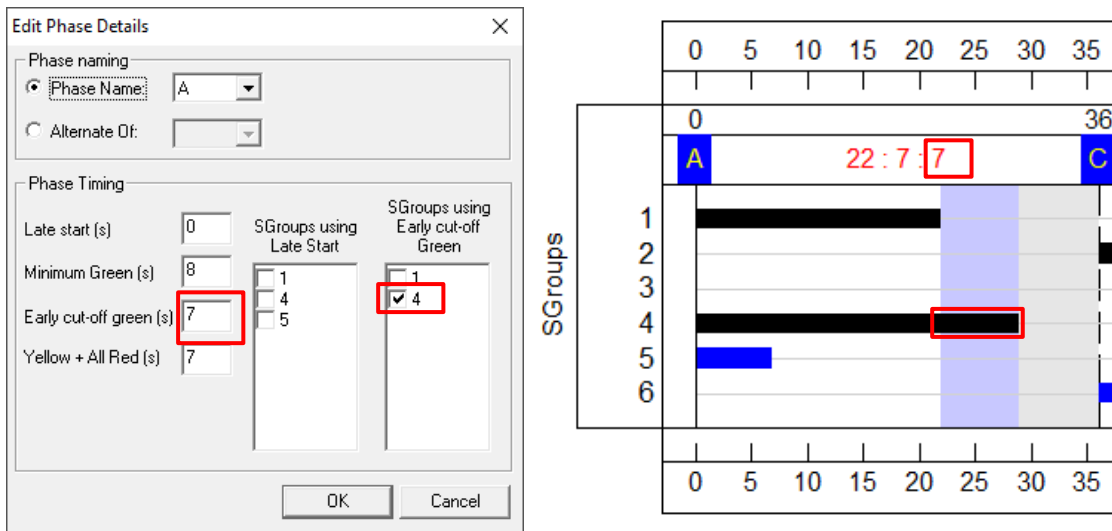 Edit Phase Details
Phase naming
Phase Name:
A
Alternate Of:
Phase Timing
Late start (s)
0
Minimum Green (s)
8
Early cut-off green (s)
7
Yellow + All Red (s)
7
SGroups using
Late Start
1
4
5
SGroups using
Early cut-off
Green
1
4
OK
Cancel
0 5 10 15 20 25 30 35
0 36
A 22 : 7 : 7 C
SGroups
1
2
3
4
5
6
0 5 10 15 20 25 30 35